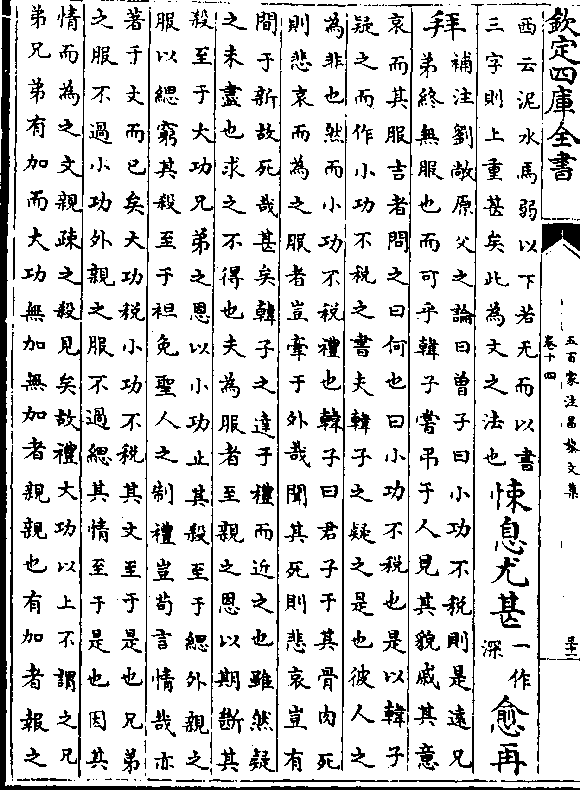 欽定四庫全書
五百家注昌黎文集
卷十四
西云泥水馬弱以下若无而以書
三字則上重甚矣此為文之法也
悚息尤甚
一作
深
愈再
拜
補注劉敞原父之論曰曾子曰小功不税則是遠兄
弟終無服也而可乎韓子嘗弔于人見其貌戚其意
哀而其服吉者問之曰何也曰小功不税也是以韓子
疑之而作小功不税之書夫韓子之疑之是也彼人之
為非也然而小功不税禮也韓子曰君子于其骨肉死
則悲哀而為之服者豈牽于外哉聞其死則悲哀豈有
間于新故死哉甚矣韓子之達于禮而近之也雖然疑
之未盡也求之不得也夫為服者至親之恩以期斷其
殺至于大功兄弟之恩以小功止其殺至于緦外親之
服以緦窮其殺至于袒免聖人之制禮豈苟言情哉亦
著于文而已矣大功税小功不税其文至于是也兄弟
之服不過小功外親之服不過緦其情至于是也因其
情而為之文親疎之殺見矣故禮大功以上不謂之兄
弟兄弟有加而大功無加無加者親親也有加者報之